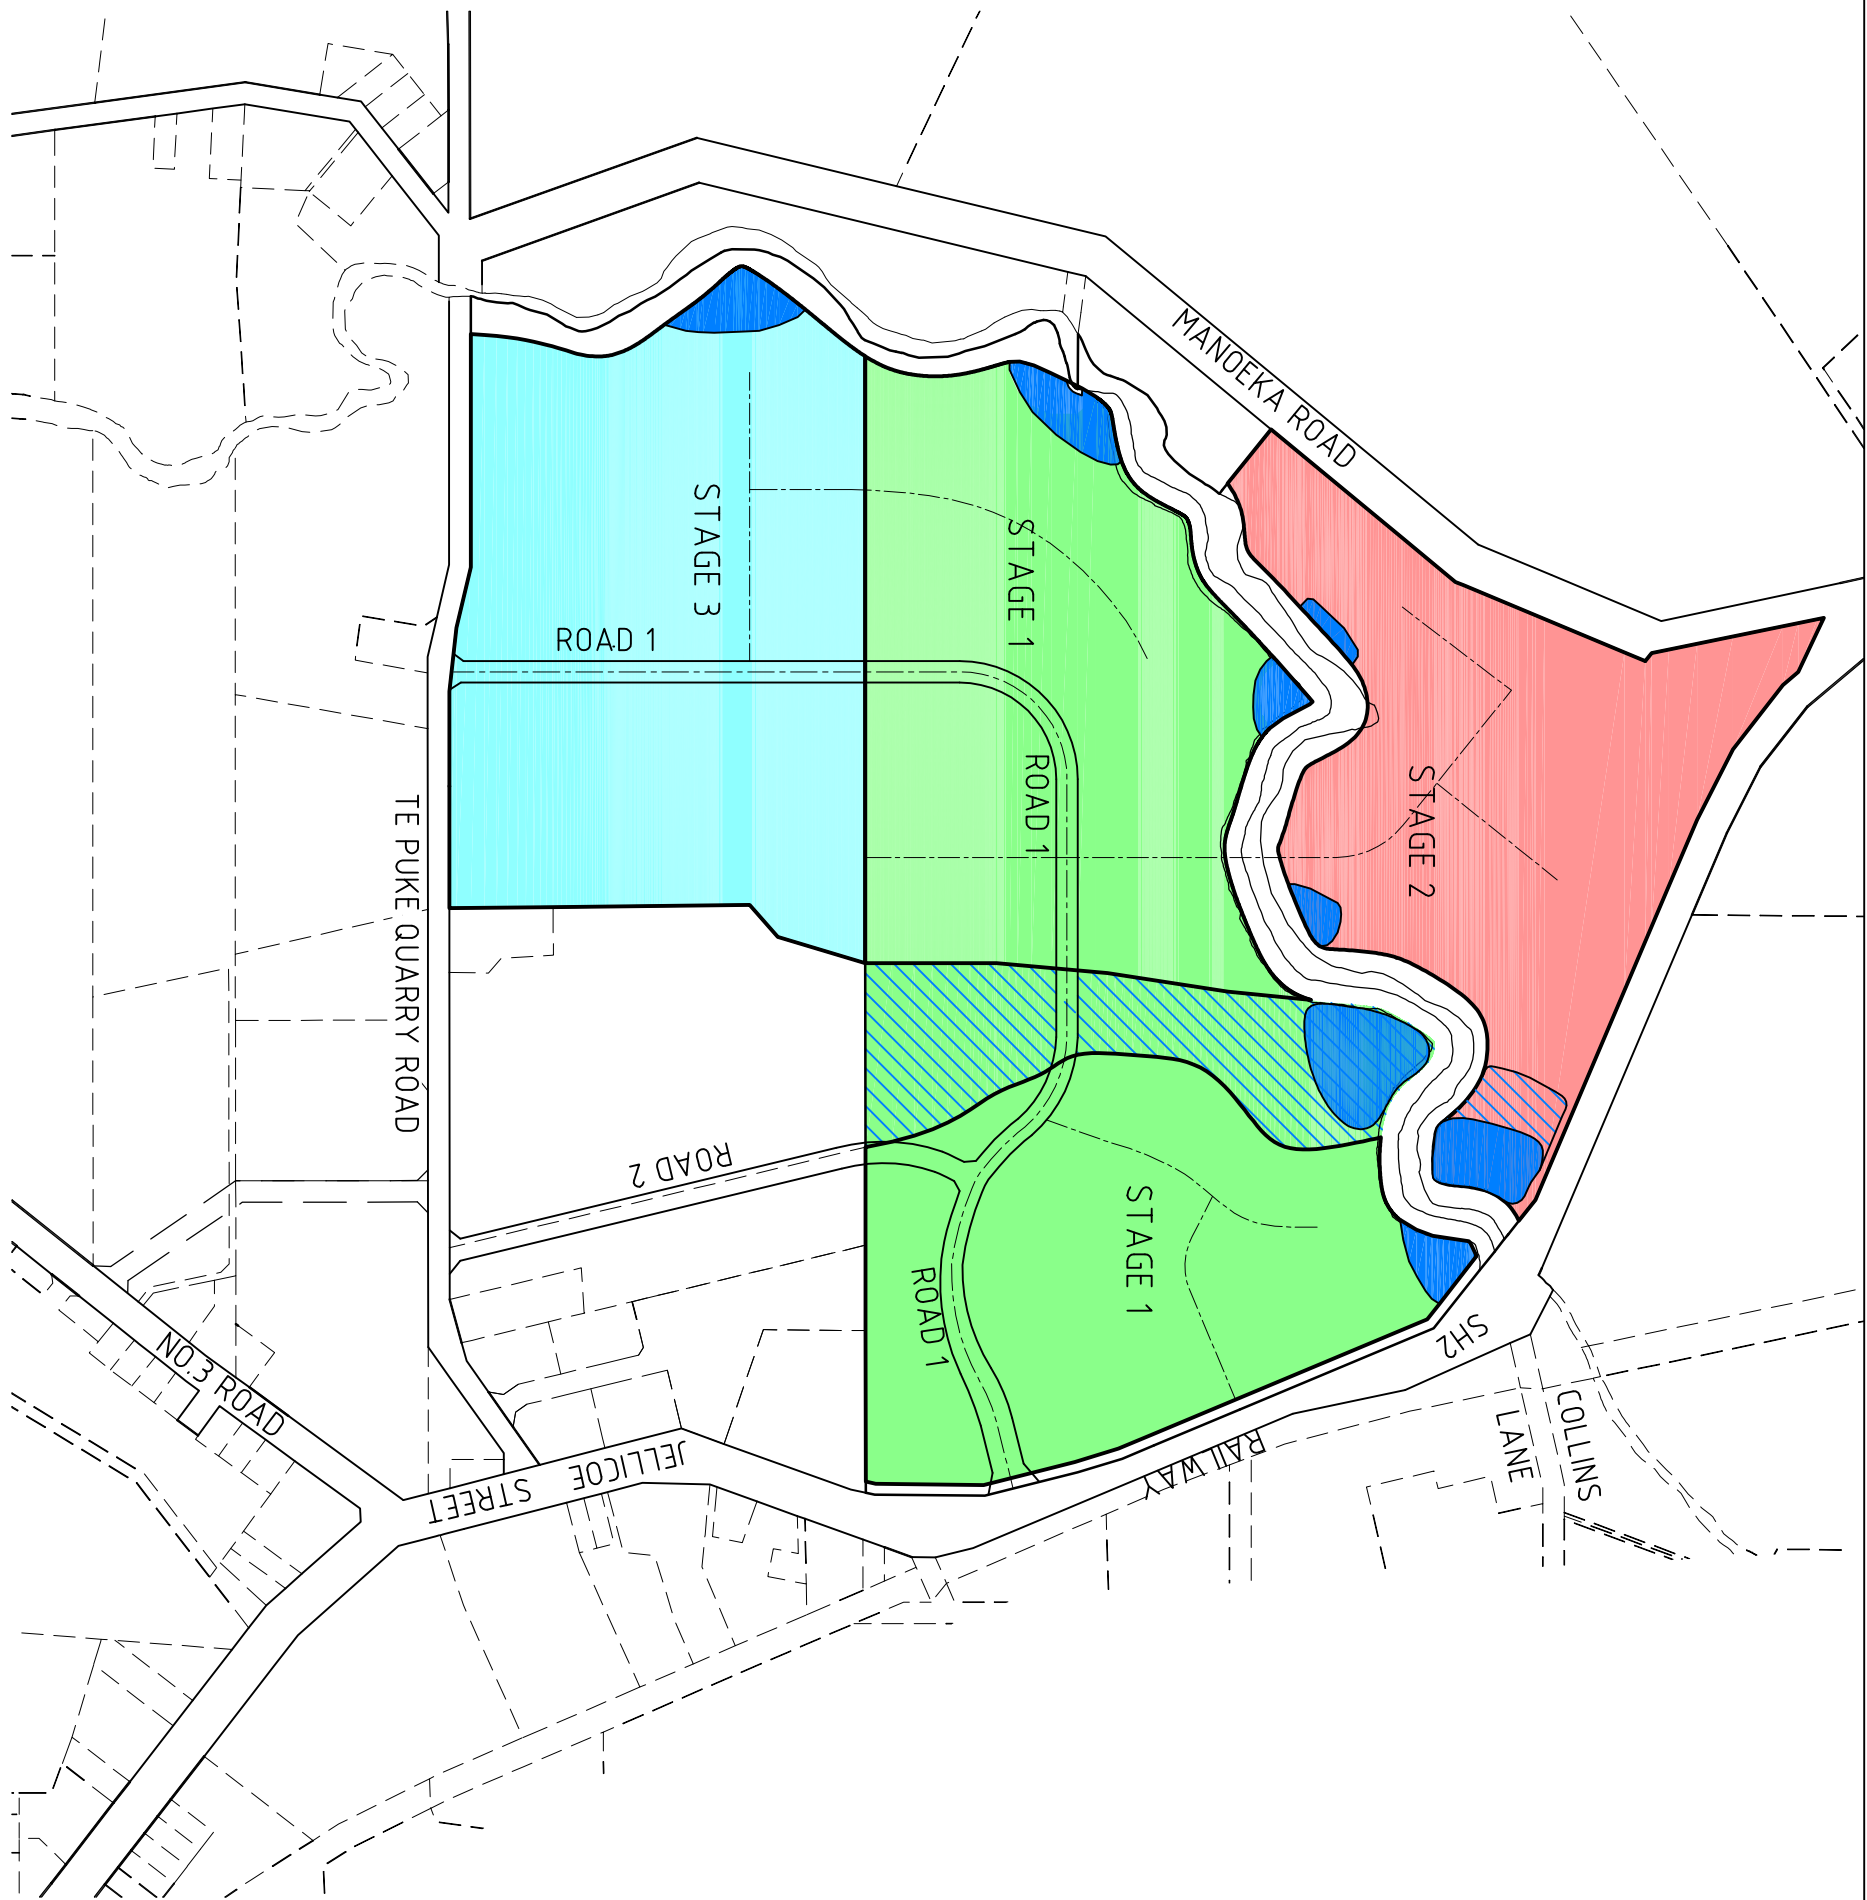 MANOEKA ROAD
STAGE 3
STAGE 1
ROAD 1
ROAD 1
STAGE 2
TE PUKE QUARRY ROAD
ROAD 2
STAGE 1
ROAD 1
SH2
NO.3 ROAD
JELLICOE STREET
RAILWAY
COLLINS
LANE